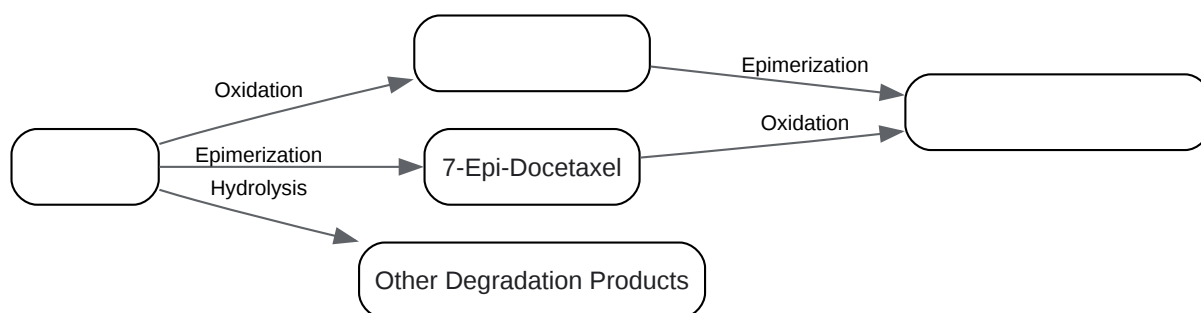 Oxidation
Epimerization
Epimerization
Oxidation
7-Epi-Docetaxel
Hydrolysis
Other Degradation Products